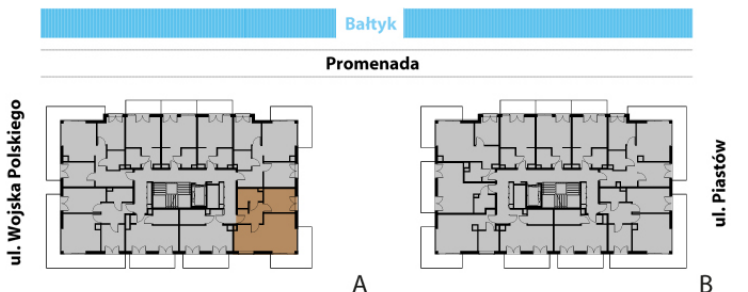 Bałtyk
Promenada
ul. Wojska Polskiego
ul. Piastów
A
B